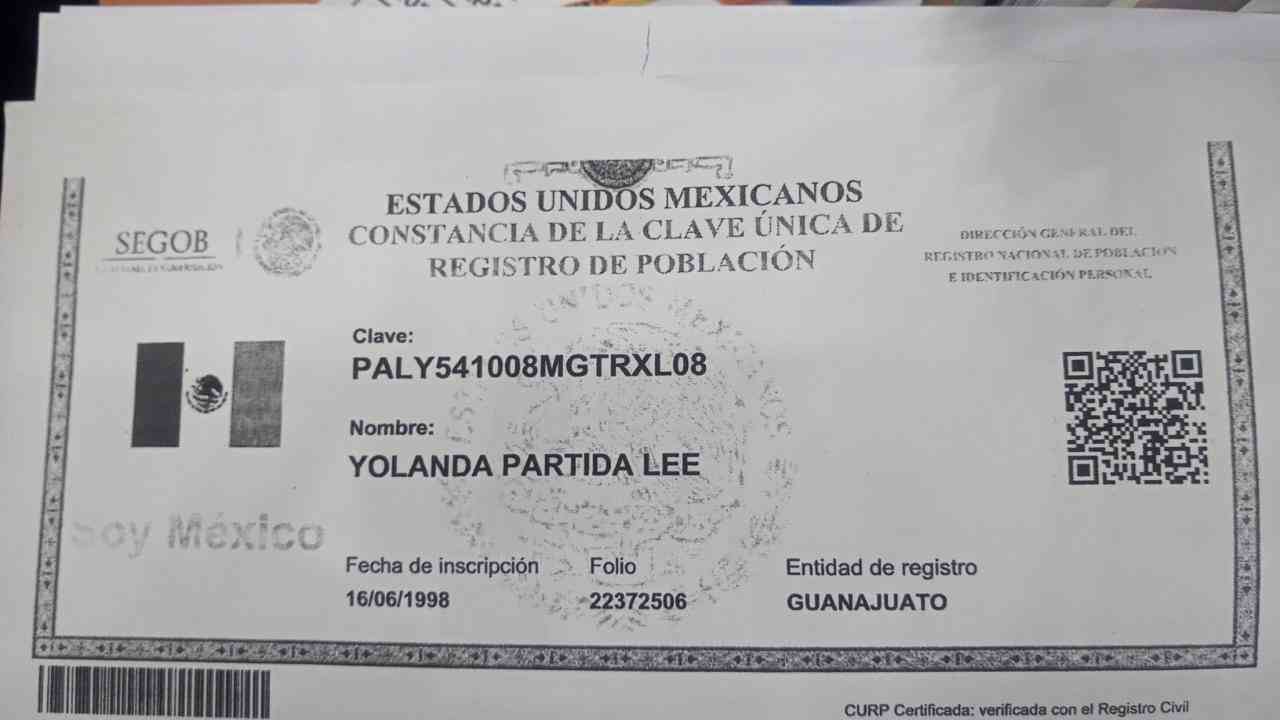 ESTADOS UNIDOS MEXICANOS
CONSTANCIA DE LA CLAVE ÚNICA DE
REGISTRO DE POBLACIÓN
SEGOB
DIRECCIÓN GENERAL DEL
REGISTRO NACIONAL DE POBLACIÓN
E IDENTIFICACIÓN PERSONAL
Clave:
PALY541008MGTRXL08
Nombre:
YOLANDA PARTIDA LEE
Soy México
Fecha de inscripción
Folio
Entidad de registro
16/06/1998
22372506
GUANAJUATO
CURP Certificada: verificada con el Registro Civil